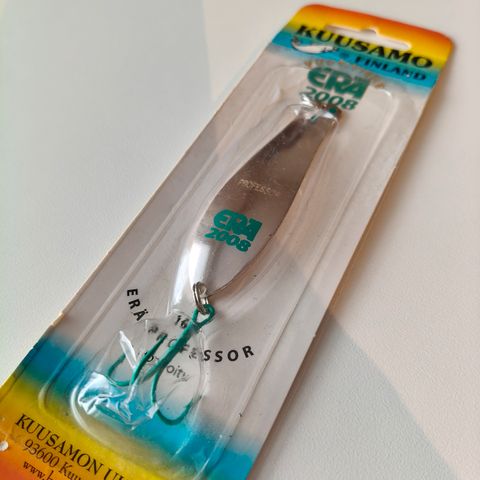 KUUSAMO
FINLAND
ERÄ
2008
PROFESSOR
ERÄ
2008
ERÄ PROFESSOR
KUUSAMON
93600